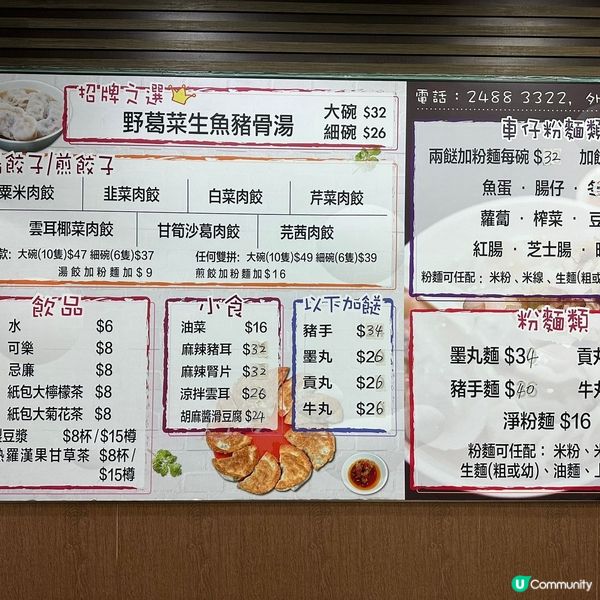 招牌之選
野葛菜生魚豬骨湯
大碗 $32
細碗 $26
餃子/煎餃子
粟米肉餃 韭菜肉餃 白菜肉餃 芹菜肉餃
雲耳椰菜肉餃 甘筍沙葛肉餃 芫茜肉餃
款: 大碗(10隻)$47 細碗(6隻)$37 任何雙拼: 大碗(10隻)$49 細碗(6隻)$39
湯餃加粉麵加$9 煎餃加粉麵加$16
飲品
水 $6
可樂 $8
忌廉 $8
紙包大檸檬茶 $8
紙包大菊花茶 $8
豆漿 $8杯/$15樽
羅漢果甘草茶 $8杯/
$15樽
小食
油菜 $16
麻辣豬耳 $32
麻辣腎片 $32
涼拌雲耳 $26
胡麻醬滑豆腐 $24
以下加餸
豬手 $34
墨丸 $26
貢丸 $26
牛丸 $26
電話:2488 3322, 外
車仔粉麵類
兩餸加粉麵每碗 $32 加餸
魚蛋 · 腸仔 ·
蘿蔔 · 榨菜 · 豆
紅腸 · 芝士腸 ·
粉麵可任配: 米粉、米線、生麵(粗或
粉麵類
墨丸麵 $34 貢丸
豬手麵 $40 牛丸
淨粉麵 $16
粉麵可任配: 米粉、米
生麵(粗或幼)、油麵、上
U Community